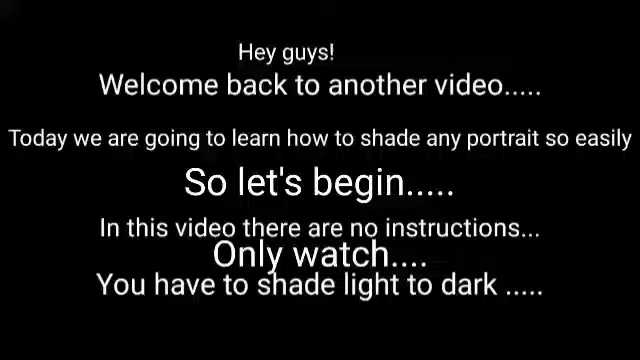 Hey guys!
Welcome back to another video.....
Today we are going to learn how to shade any portrait so easily
So let's begin.....
In this video there are no instructions...
Only watch....
You have to shade light to dark .....